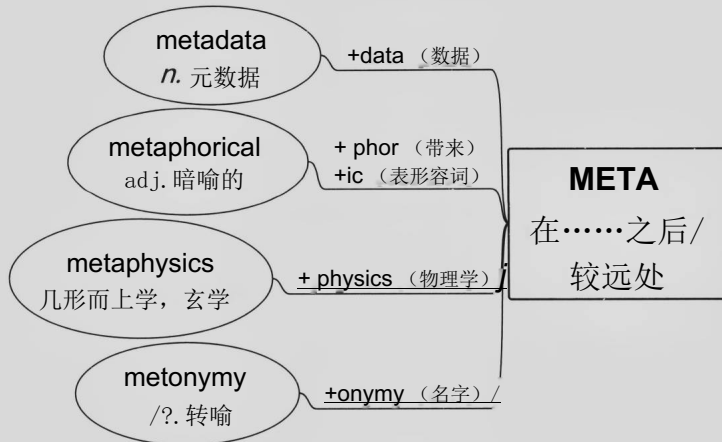 metadata
n. 元数据
+data（数据）
metaphorical
adj.暗喻的
+ phor（带来）
+ic（表形容词）
META
在……之后/
较远处
metaphysics
几形而上学，玄学
+ physics（物理学）j
metonymy
/?.转喻
+onymy（名字）/